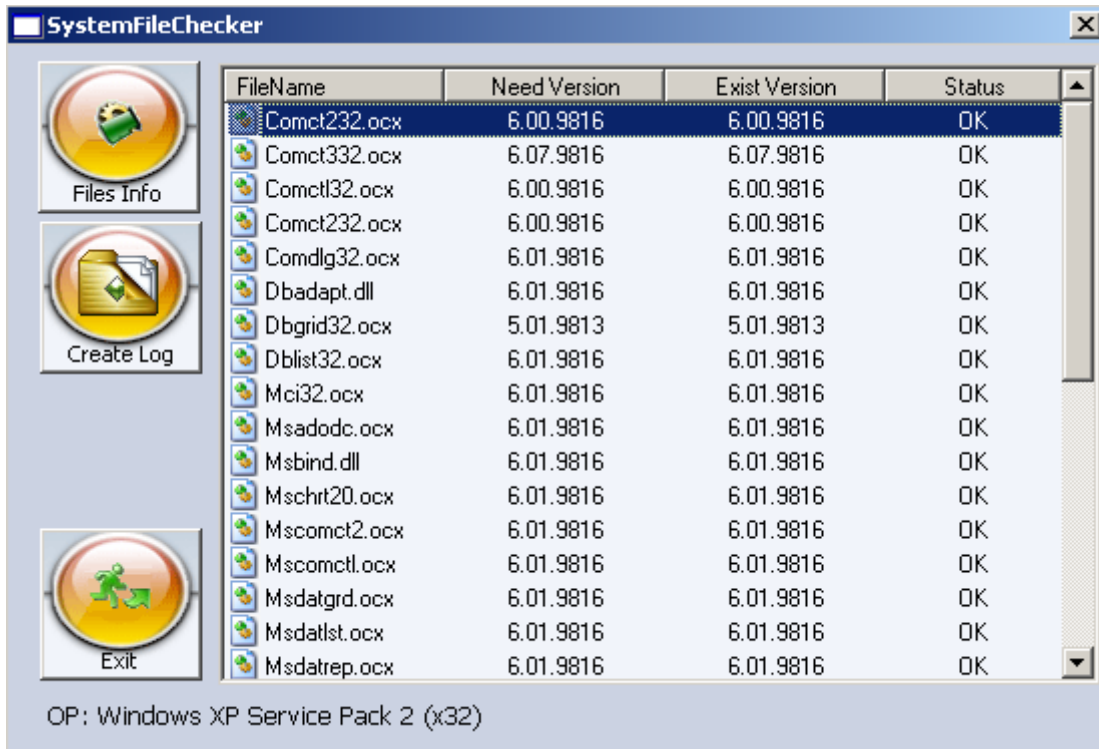 SystemFileChecker
Files Info
Create Log
Exit
FileName Need Version Exist Version Status
Comct232.ocx 6.00.9816 6.00.9816 OK
Comct332.ocx 6.07.9816 6.07.9816 OK
Comctl32.ocx 6.00.9816 6.00.9816 OK
Comct232.ocx 6.00.9816 6.00.9816 OK
Comdlg32.ocx 6.01.9816 6.01.9816 OK
Dbadapt.dll 6.01.9816 6.01.9816 OK
Dbgrid32.ocx 5.01.9813 5.01.9813 OK
Dblist32.ocx 6.01.9816 6.01.9816 OK
Mci32.ocx 6.01.9816 6.01.9816 OK
Msadodc.ocx 6.01.9816 6.01.9816 OK
Msbind.dll 6.01.9816 6.01.9816 OK
Mschrt20.ocx 6.01.9816 6.01.9816 OK
Mscomct2.ocx 6.01.9816 6.01.9816 OK
Mscomctl.ocx 6.01.9816 6.01.9816 OK
Msdatgrd.ocx 6.01.9816 6.01.9816 OK
Msdatlst.ocx 6.01.9816 6.01.9816 OK
Msdatrep.ocx 6.01.9816 6.01.9816 OK
OP: Windows XP Service Pack 2 (x32)